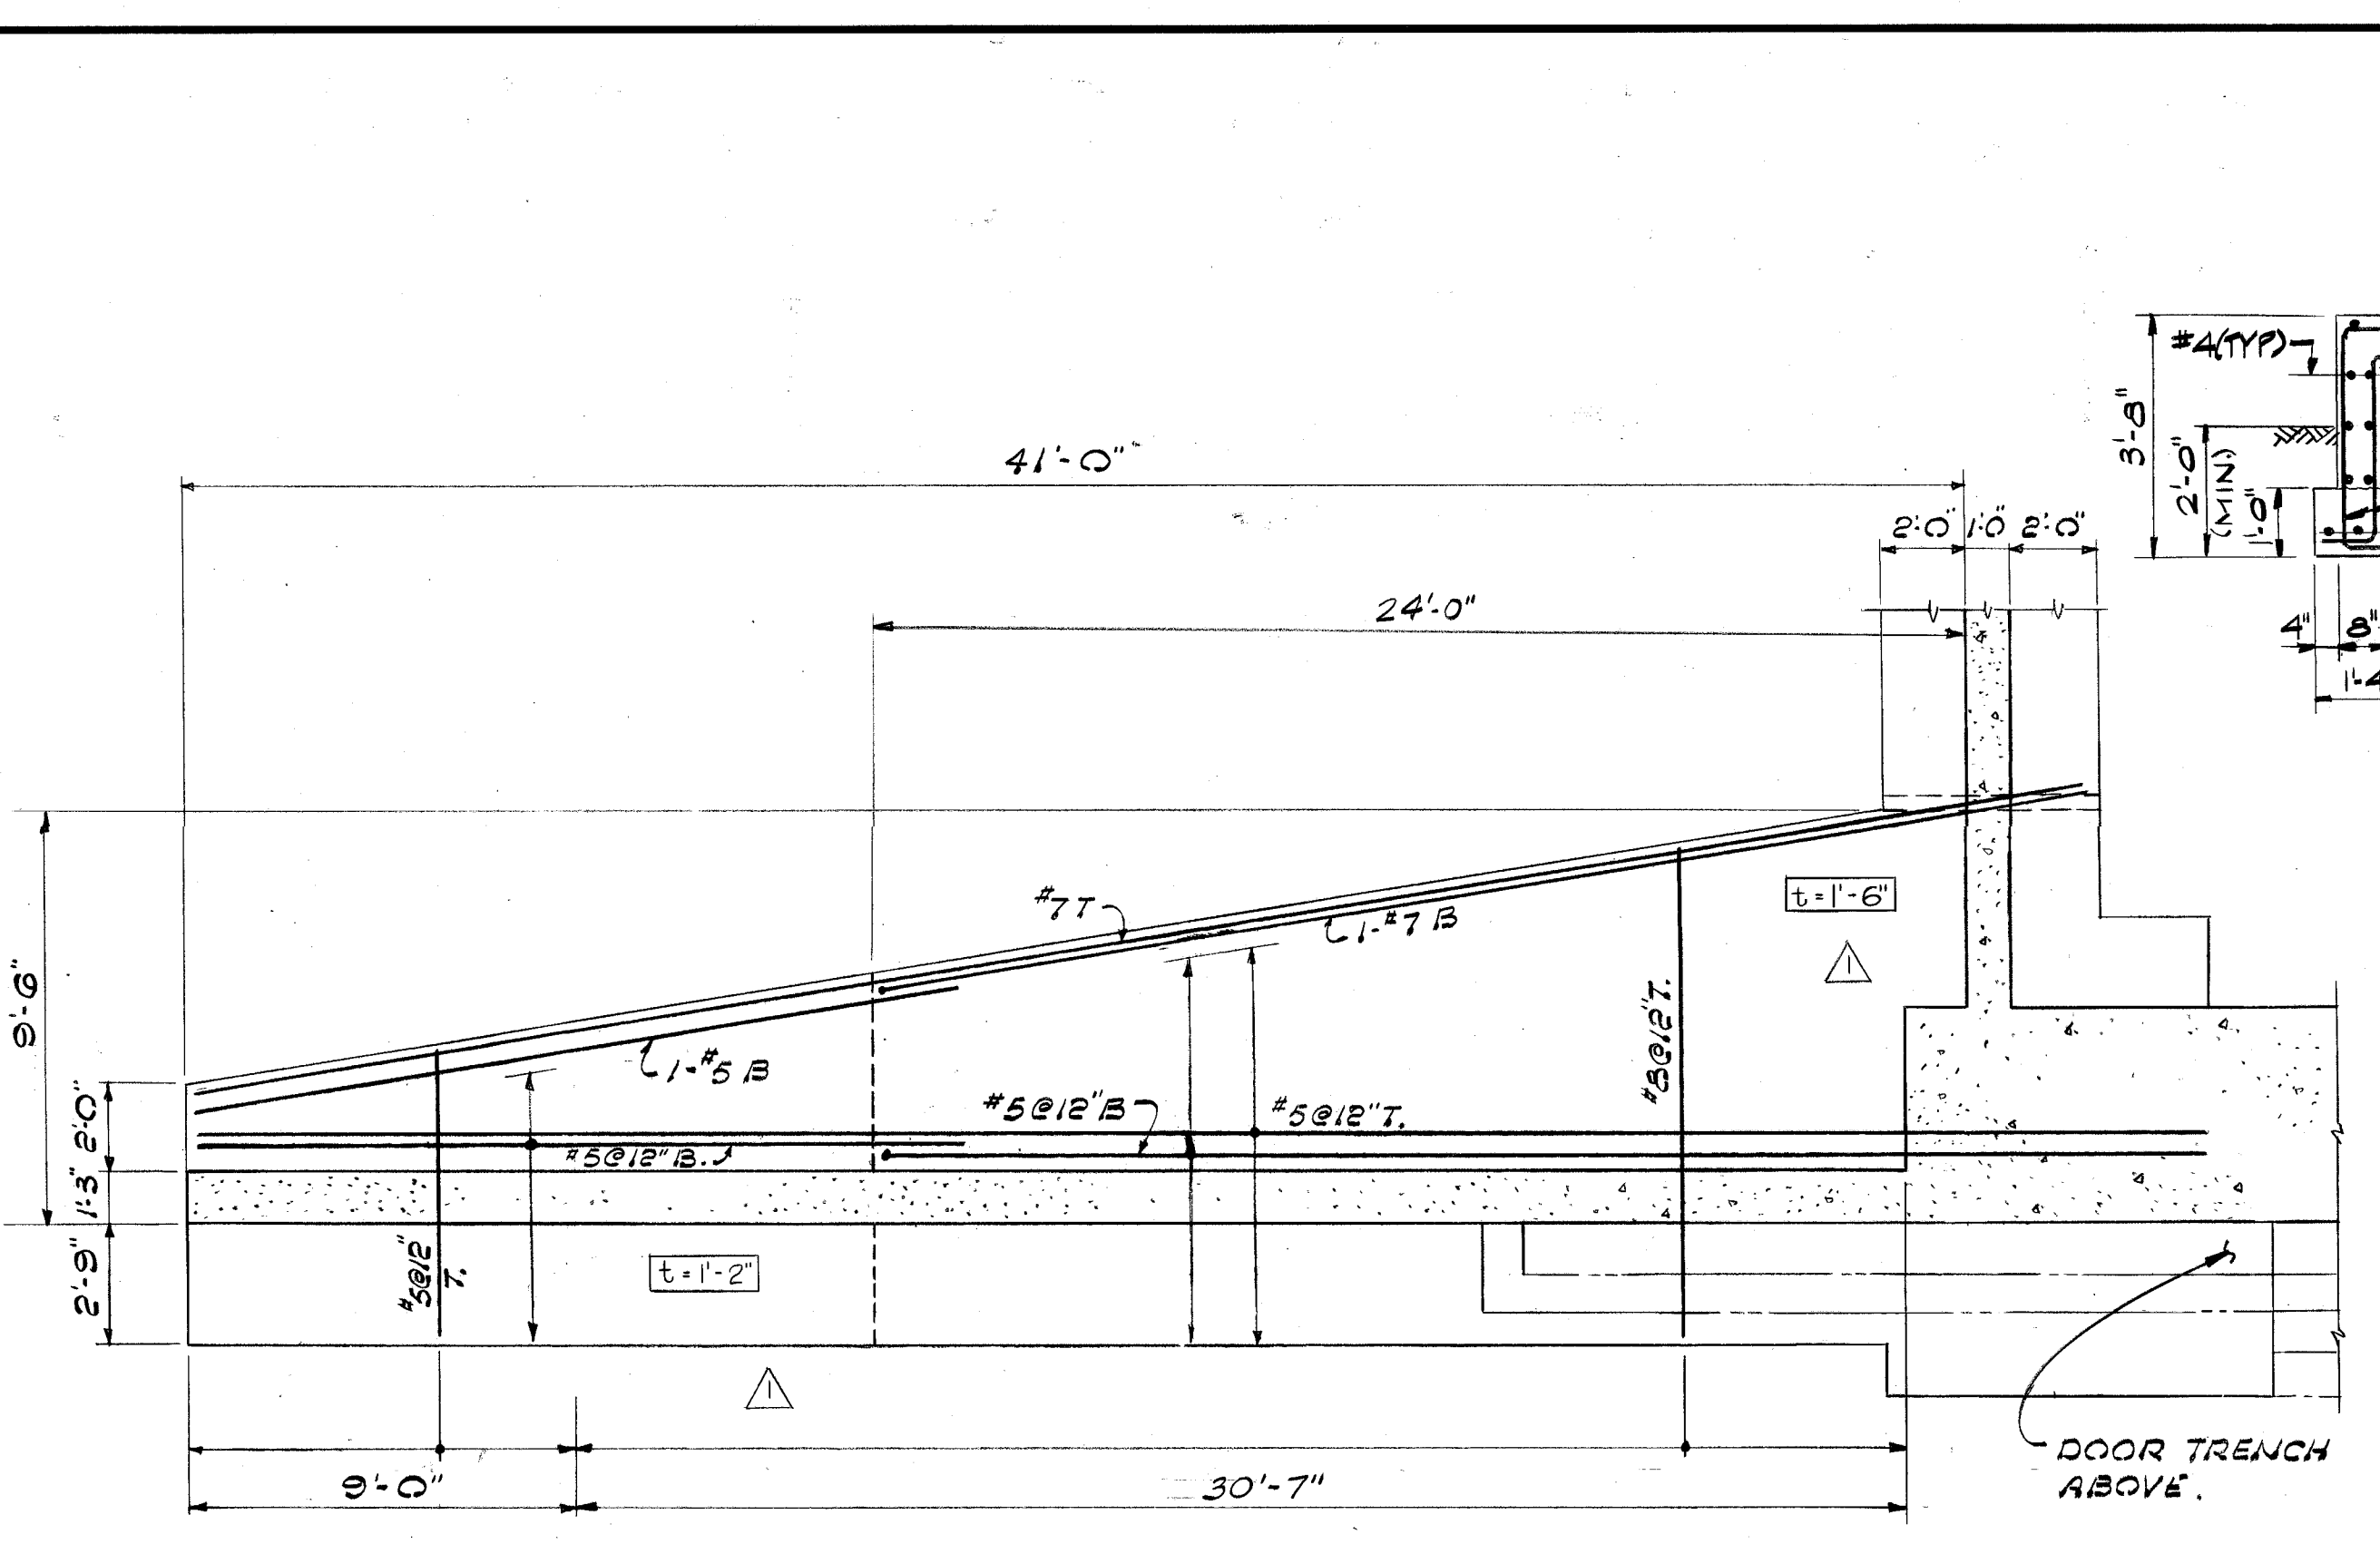 41'-0"
24'-0"
2'-0" 1'-0" 2'-0"
#4(TYP)
3'-8"
2'-0"
(MIN.)
1'-0"
4" 8"
t=1'-6"
1
#7 T
1-#7 B
9'-6"
2'-0"
1'-3"
2'-9"
1-#5 B
#5@12"B
#5@12"T.
#5@12"B.
#8@12"T.
#5@12"
T.
t=1'-2"
1
9'-0"
30'-7"
DOOR TRENCH
ABOVE.